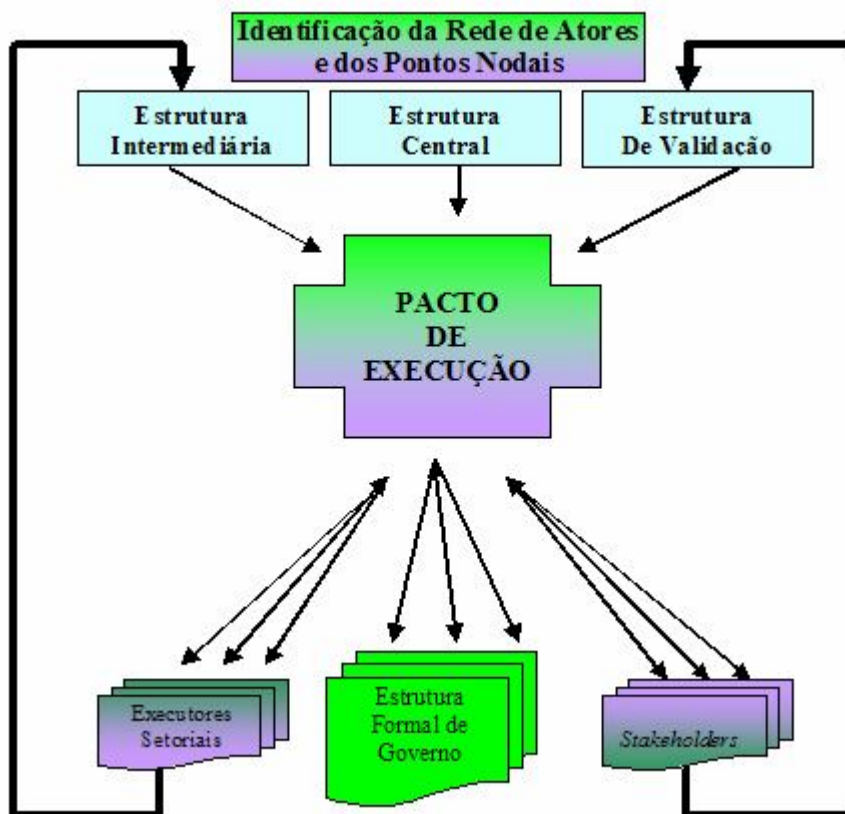 Identificação da Rede de Atores
e dos Pontos Nodais
Estrutura
Intermediária
Estrutura
Central
Estrutura
De Validação
PACTO
DE
EXECUÇÃO
Executores
Setoriais
Estrutura
Formal de
Governo
Stakeholders